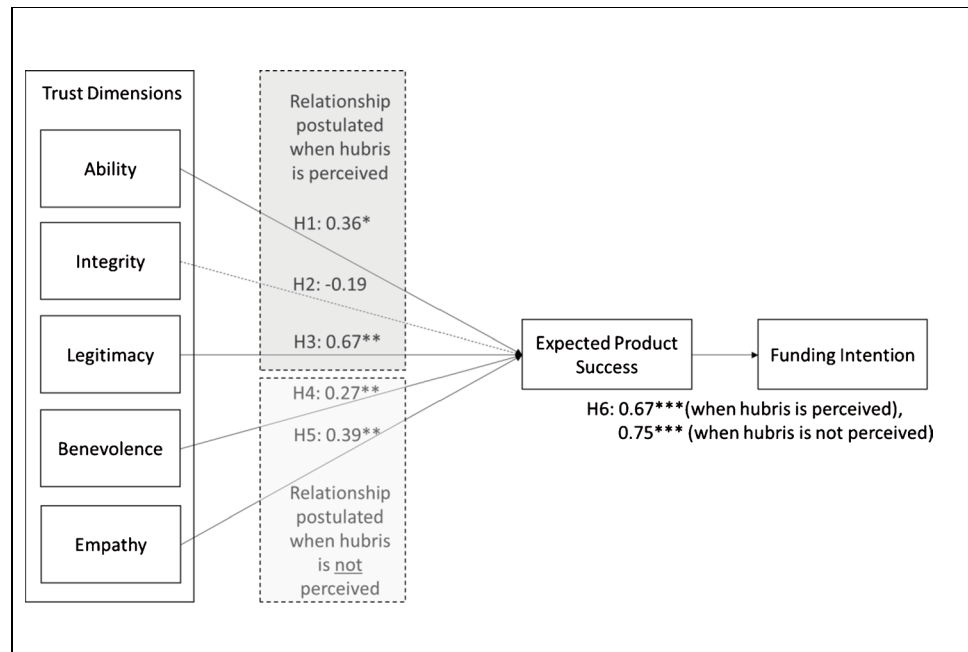 Trust Dimensions
Ability
Integrity
Legitimacy
Benevolence
Empathy
Relationship
postulated
when hubris
is perceived
H1: 0.36*
H2: -0.19
H3: 0.67**
H4: 0.27**
H5: 0.39**
Relationship
postulated
when hubris
is not
perceived
Expected Product
Success
Funding Intention
H6: 0.67***(when hubris is perceived),
0.75*** (when hubris is not perceived)